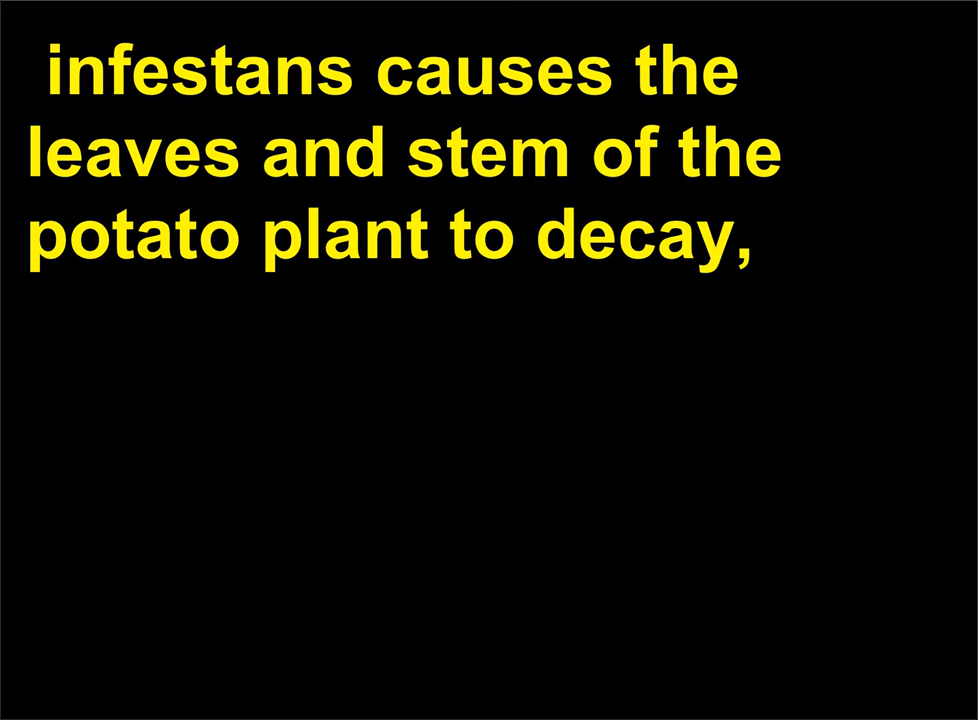 infestans causes the
leaves and stem of the
potato plant to decay,